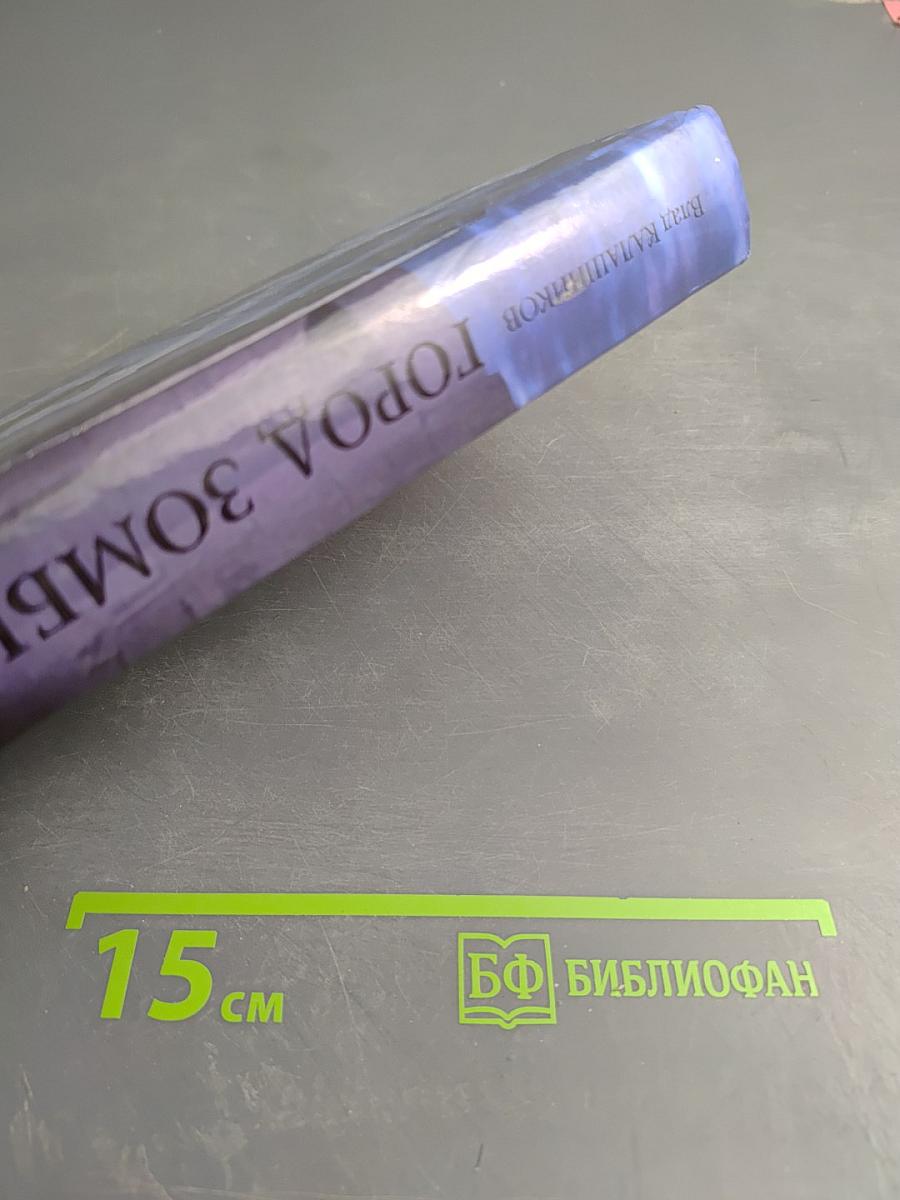 Влад КАЛАШНИКОВ
ГОРОД ЗОМБИ
15 см
БФ БИБЛИОФАН